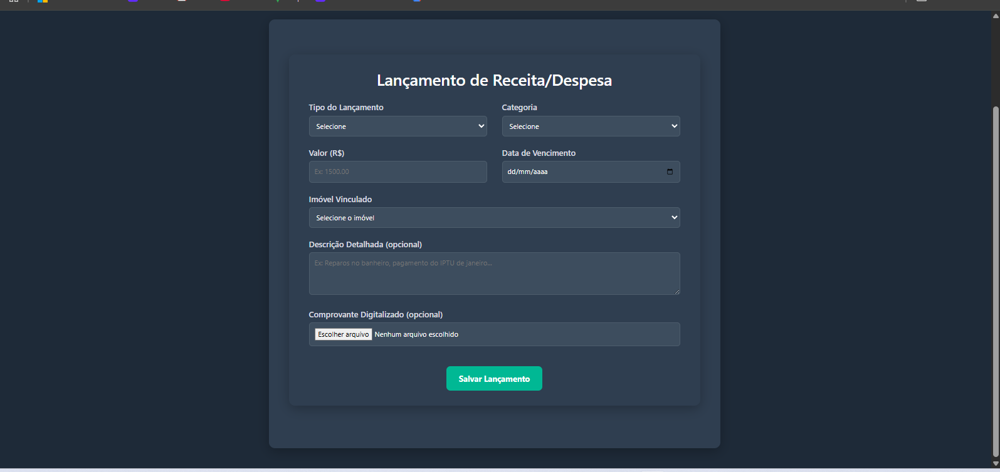 Lançamento de Receita/Despesa
Tipo do Lançamento
Categoria
Selecione
Selecione
Valor (R$)
Data de Vencimento
Ex: 1500.00
dd/mm/aaaa
Imóvel Vinculado
Selecione o imóvel
Descrição Detalhada (opcional)
Ex: Reparos no banheiro, pagamento do IPTU de janeiro...
Comprovante Digitalizado (opcional)
Escolher arquivo Nenhum arquivo escolhido
Salvar Lançamento